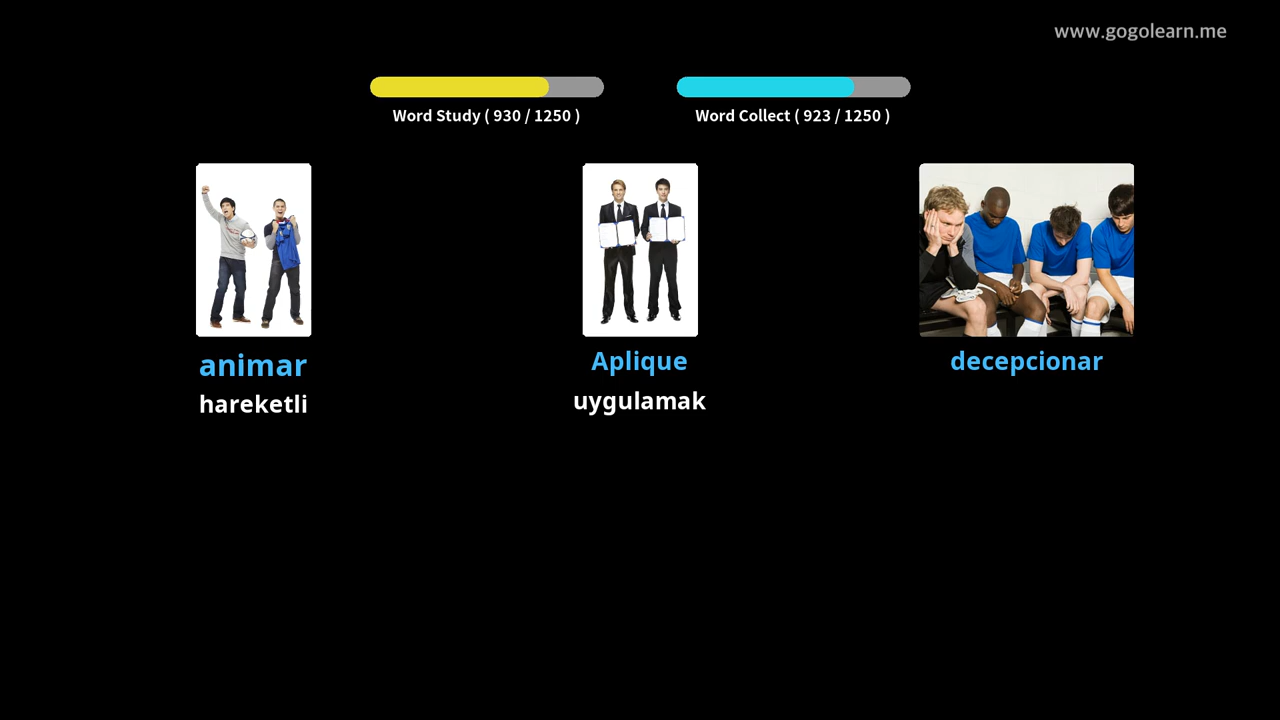 www.gogolearn.me
Word Study ( 930 / 1250 )
Word Collect ( 923 / 1250 )
animar
Aplique
decepcionar
hareketli
uygulamak